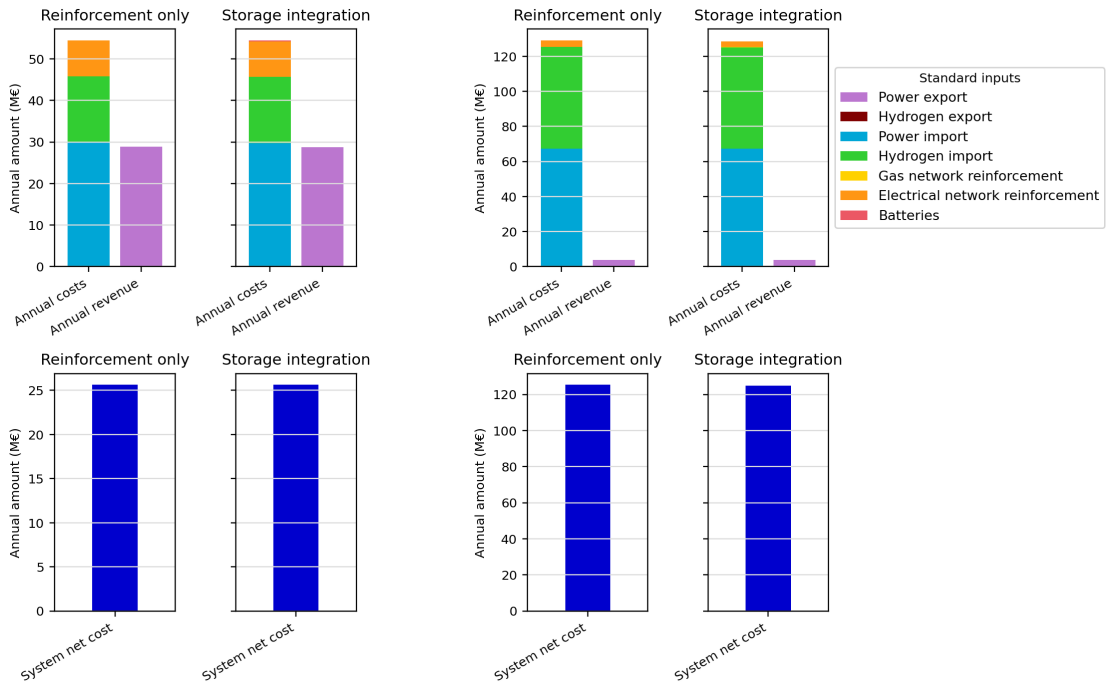 Reinforcement only
Storage integration
Reinforcement only
Storage integration
Annual amount (M€)
50
40
30
20
10
0
Annual costs
Annual revenue
Annual costs
Annual revenue
Annual amount (M€)
120
100
80
60
40
20
0
Annual costs
Annual revenue
Annual costs
Annual revenue
Standard inputs
Power export
Hydrogen export
Power import
Hydrogen import
Gas network reinforcement
Electrical network reinforcement
Batteries
Reinforcement only
Storage integration
Reinforcement only
Storage integration
Annual amount (M€)
25
20
15
10
5
0
System net cost
System net cost
Annual amount (M€)
120
100
80
60
40
20
0
System net cost
System net cost